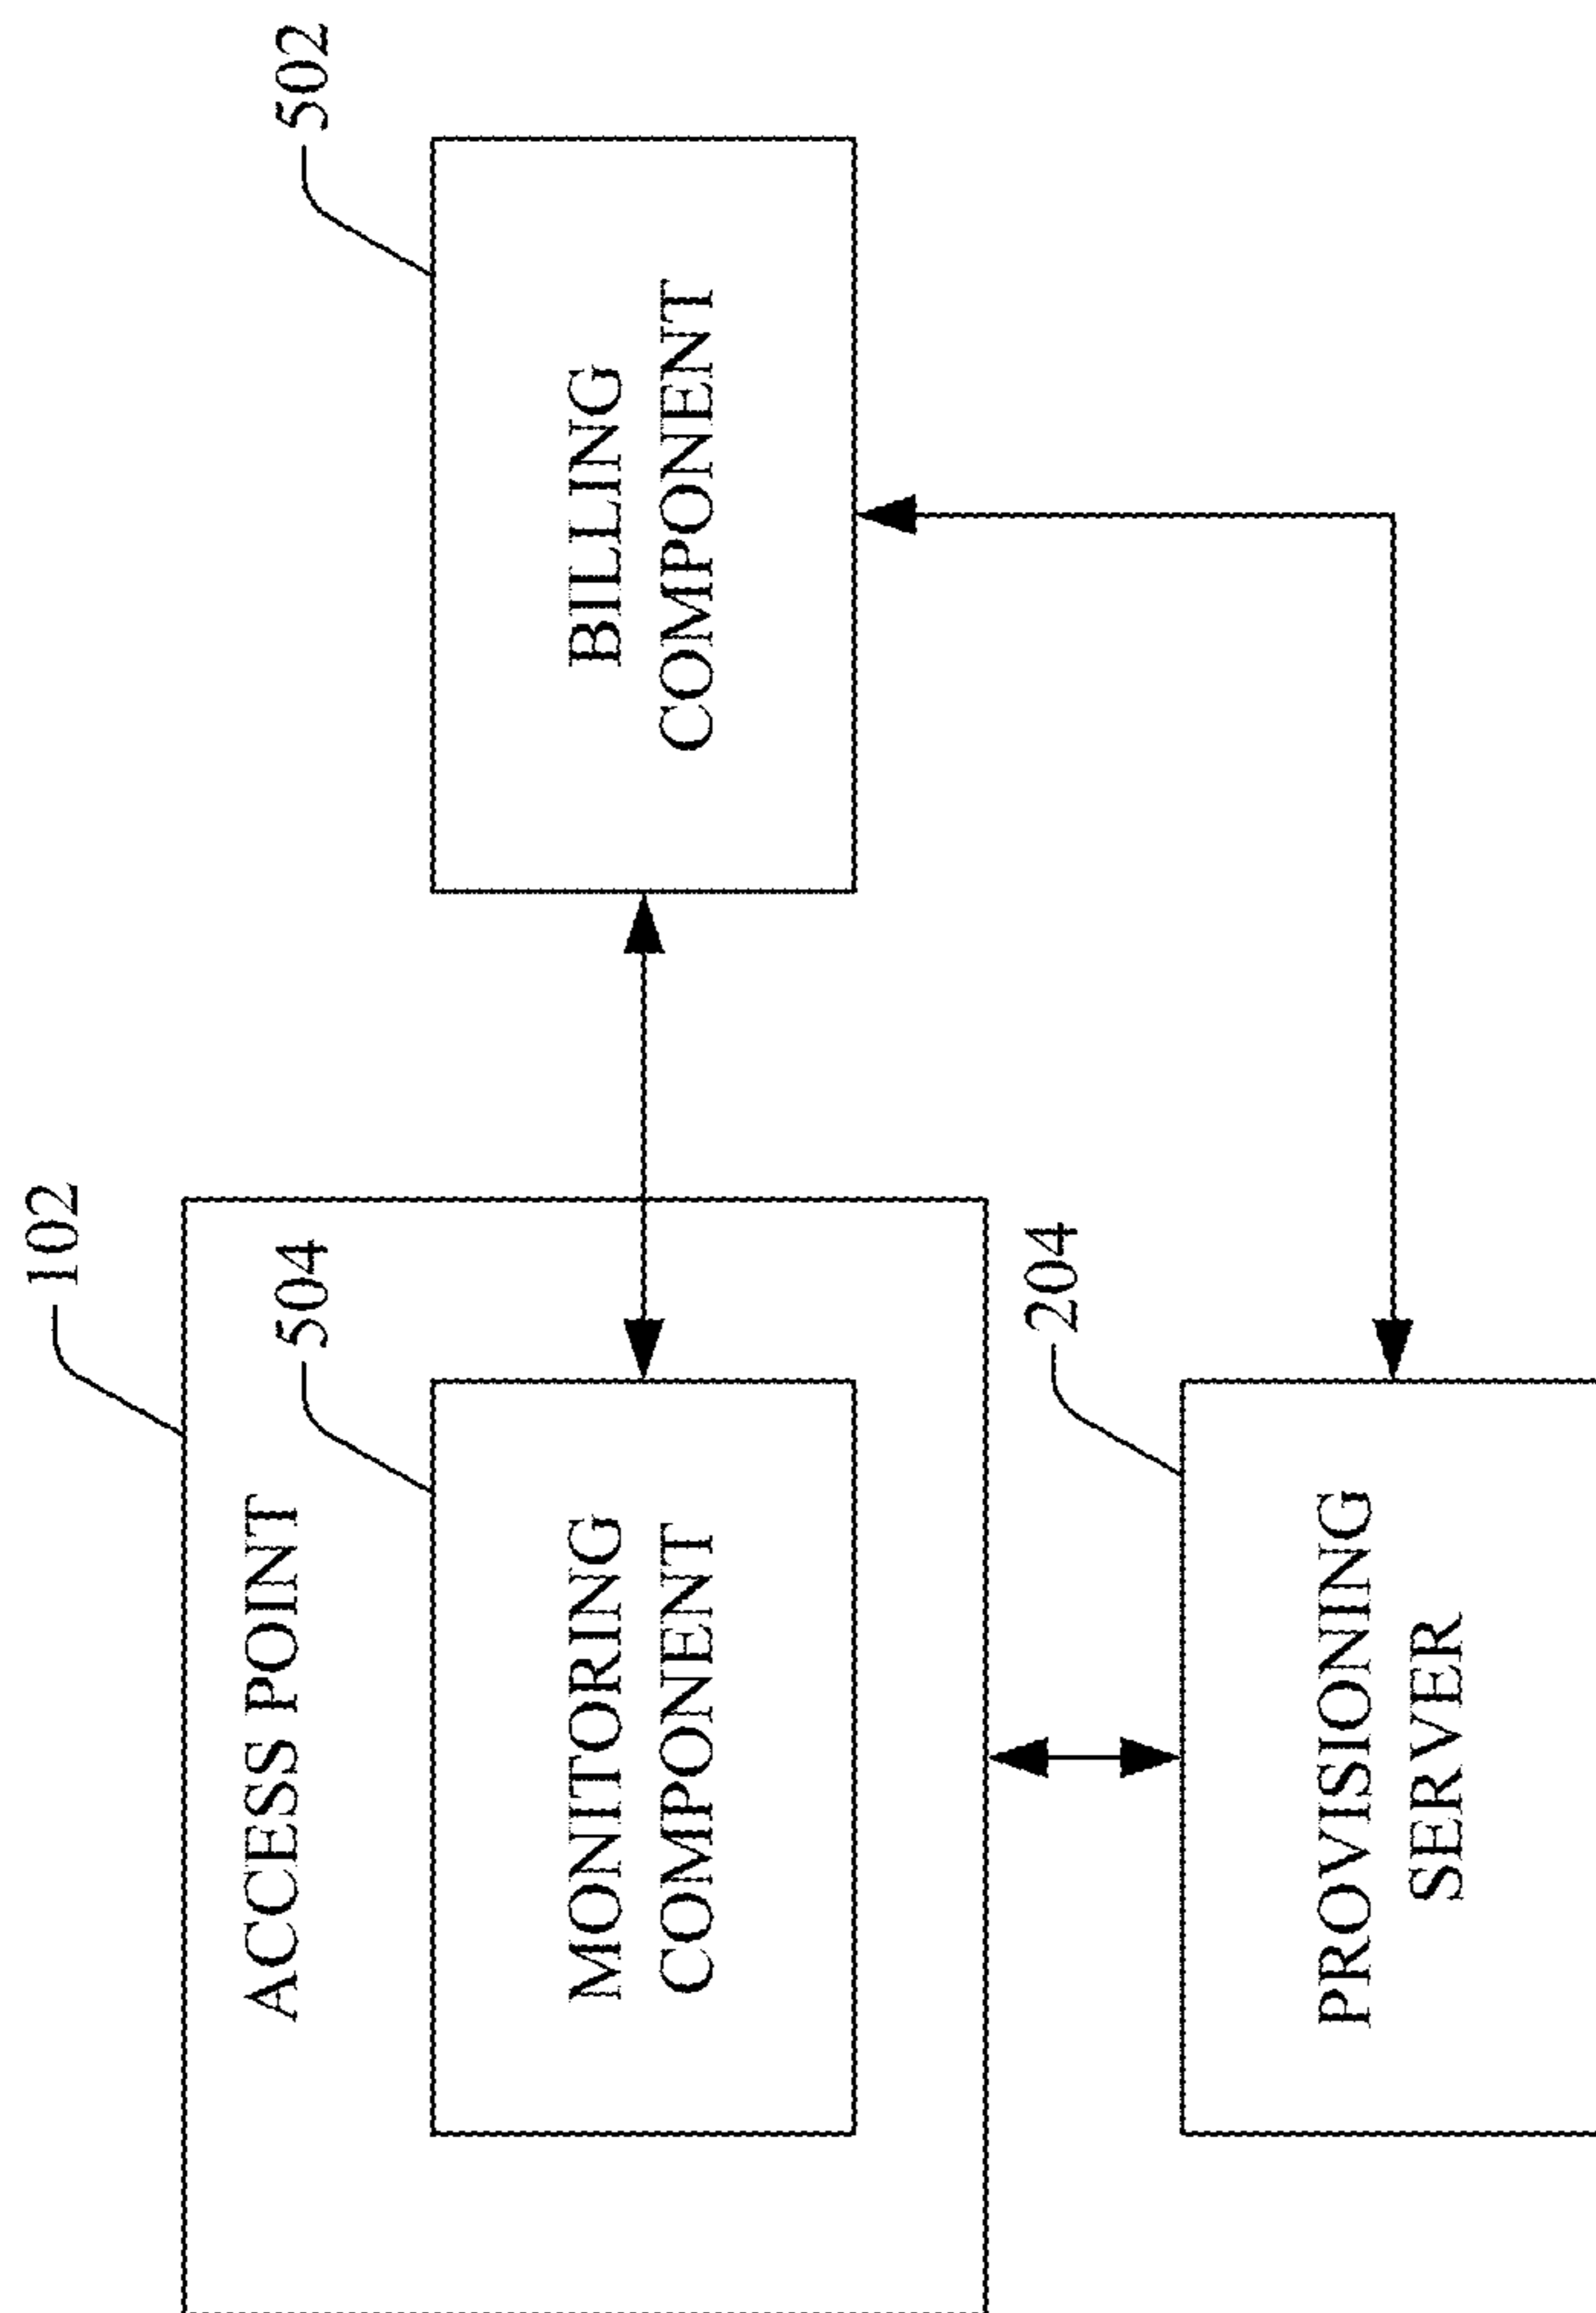 102
ACCESS POINT
504
MONITORING
COMPONENT
502
BILLING
COMPONENT
204
PROVISIONING
SERVER